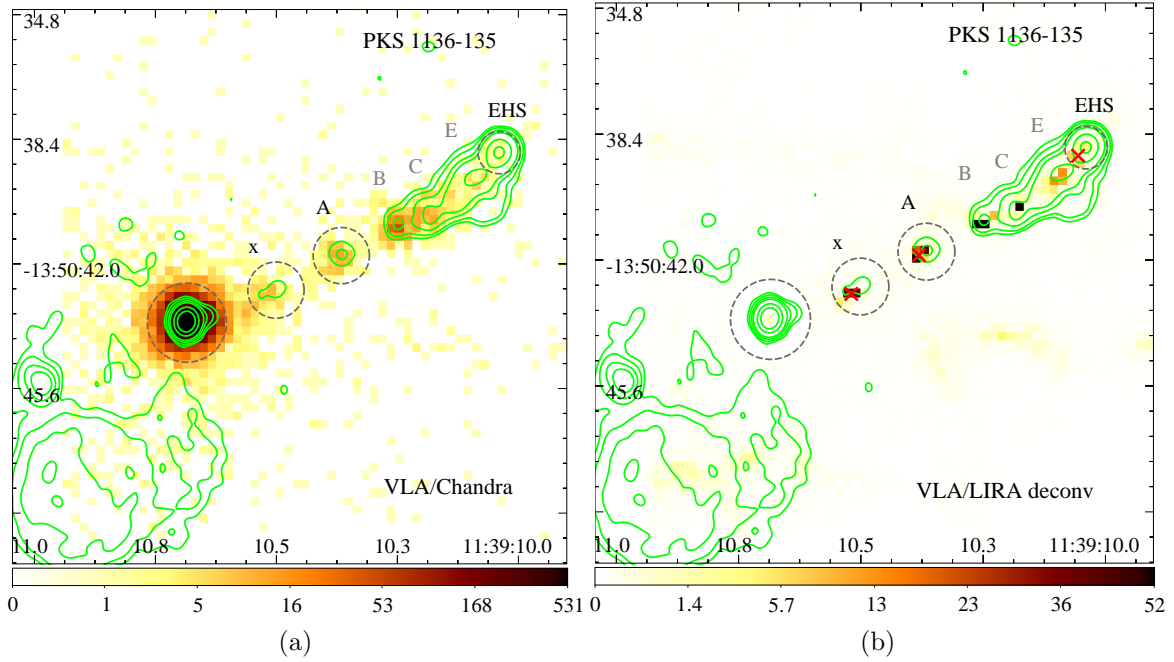 34.8
PKS 1136-135
EHS
38.4
E
C
B
A
x
-13:50:42.0
45.6
VLA/Chandra
11.0
10.8
10.5
10.3
11:39:10.0
0
1
5
16
53
168
531
(a)
34.8
PKS 1136-135
EHS
38.4
E
C
B
A
x
-13:50:42.0
45.6
VLA/LIRA deconv
11.0
10.8
10.5
10.3
11:39:10.0
0
1.4
5.7
13
23
36
52
(b)